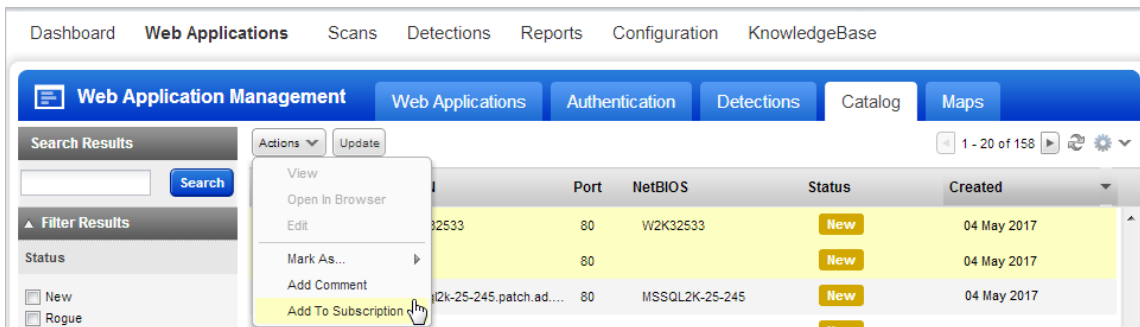 Dashboard Web Applications Scans Detections Reports Configuration KnowledgeBase
Web Application Management Web Applications Authentication Detections Catalog Maps
Search Results Actions Update 1 - 20 of 158
Search
View
Open In Browser
Edit
Mark As...
Add Comment
Add To Subscription
Port NetBIOS Status Created
32533 80 W2K32533 New 04 May 2017
80 New 04 May 2017
l2k-25-245.patch.ad.... 80 MSSQL2K-25-245 New 04 May 2017
Filter Results
Status
New
Rogue